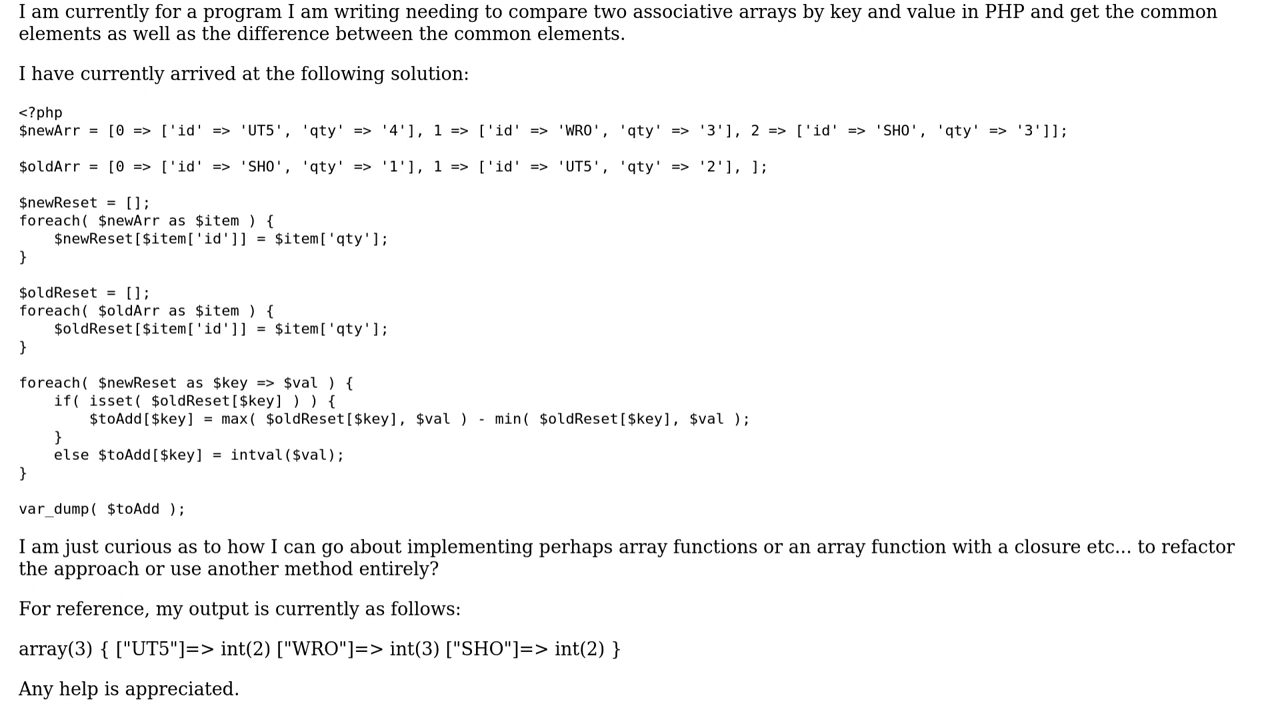 I am currently for a program I am writing needing to compare two associative arrays by key and value in PHP and get the common
elements as well as the difference between the common elements.
I have currently arrived at the following solution:
<?php
$newArr = [0 => ['id' => 'UT5', 'qty' => '4'], 1 => ['id' => 'WRO', 'qty' => '3'], 2 => ['id' => 'SHO', 'qty' => '3']];
$oldArr = [0 => ['id' => 'SHO', 'qty' => '1'], 1 => ['id' => 'UT5', 'qty' => '2'], ];
$newReset = [];
foreach( $newArr as $item ) {
    $newReset[$item['id']] = $item['qty'];
}
$oldReset = [];
foreach( $oldArr as $item ) {
    $oldReset[$item['id']] = $item['qty'];
}
foreach( $newReset as $key => $val ) {
    if( isset( $oldReset[$key] ) ) {
        $toAdd[$key] = max( $oldReset[$key], $val ) - min( $oldReset[$key], $val );
    }
    else $toAdd[$key] = intval($val);
}
var_dump( $toAdd );
I am just curious as to how I can go about implementing perhaps array functions or an array function with a closure etc... to refactor
the approach or use another method entirely?
For reference, my output is currently as follows:
array(3) { ["UT5"]=> int(2) ["WRO"]=> int(3) ["SHO"]=> int(2) }
Any help is appreciated.